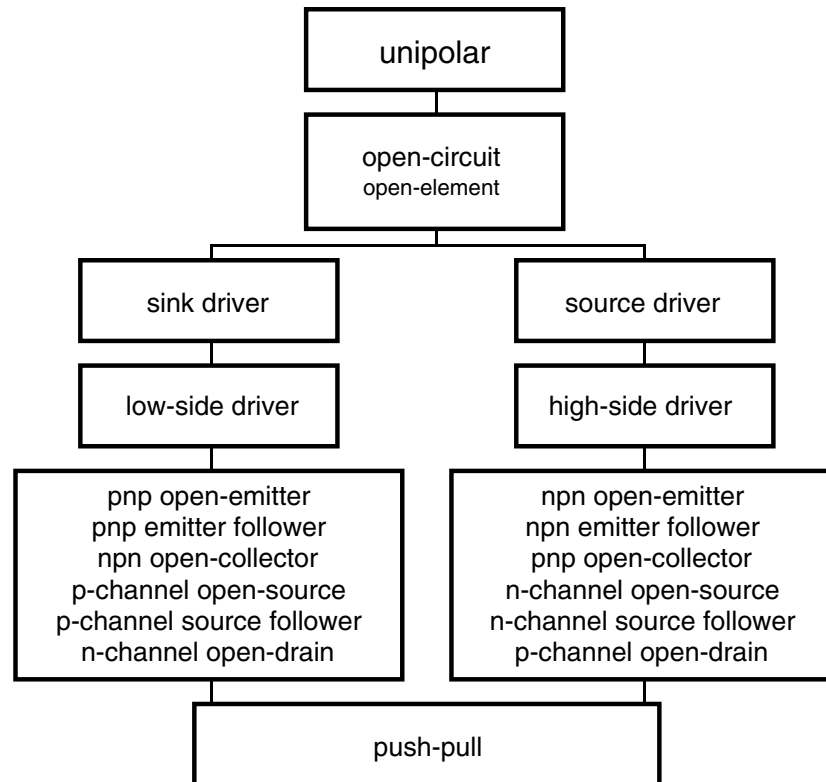 unipolar
open-circuit
open-element
sink driver
source driver
low-side driver
high-side driver
pnp open-emitter
pnp emitter follower
npn open-collector
p-channel open-source
p-channel source follower
n-channel open-drain
npn open-emitter
npn emitter follower
pnp open-collector
n-channel open-source
n-channel source follower
p-channel open-drain
push-pull